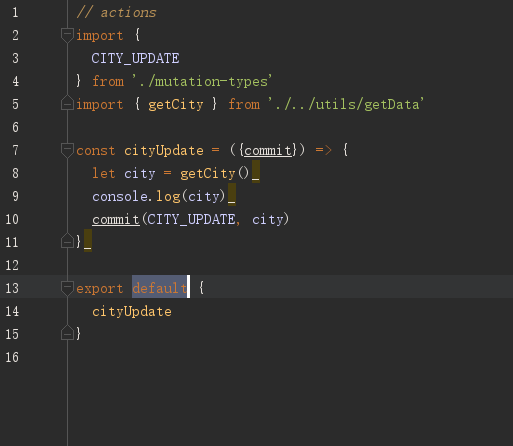 1 // actions
2 import {
3   CITY_UPDATE
4 } from './mutation-types'
5 import { getCity } from './../utils/getData'
6
7 const cityUpdate = ({commit}) => {
8   let city = getCity()
9   console.log(city)
10   commit(CITY_UPDATE, city)
11 }
12
13 export default {
14   cityUpdate
15 }
16